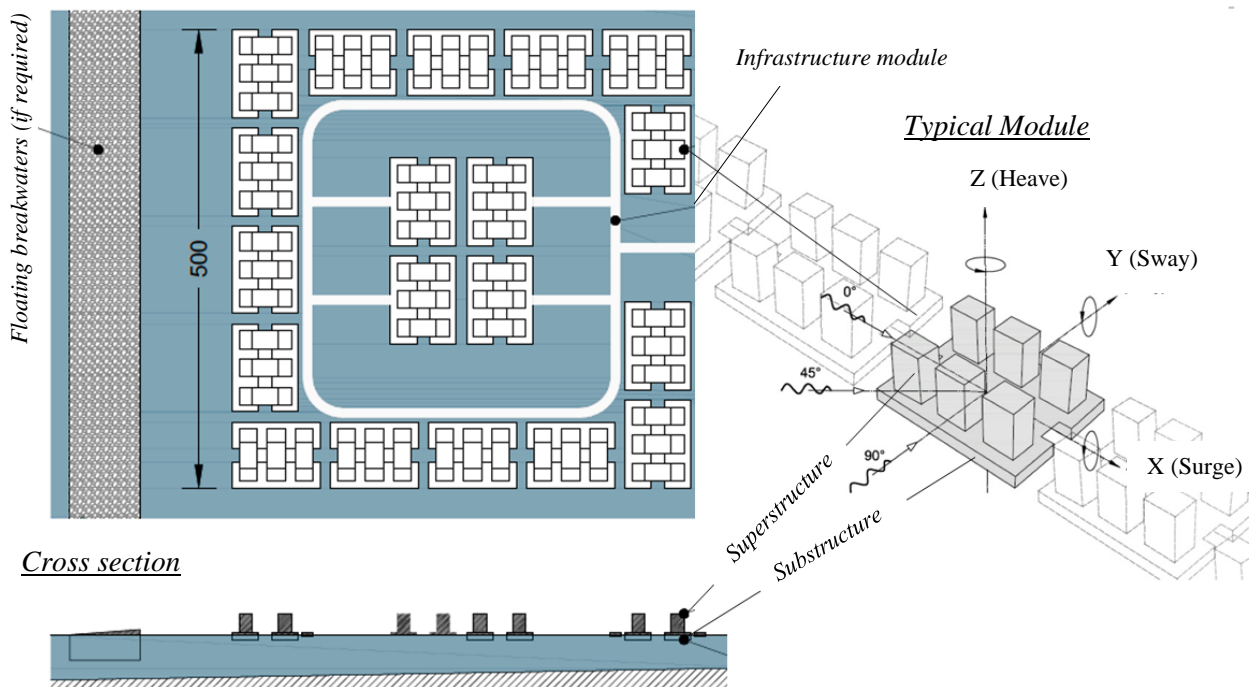 Floating breakwaters (if required)
500
Infrastructure module
Typical Module
Z (Heave)
Y (Sway)
0°
45°
90°
X (Surge)
Superstructure
Substructure
Cross section